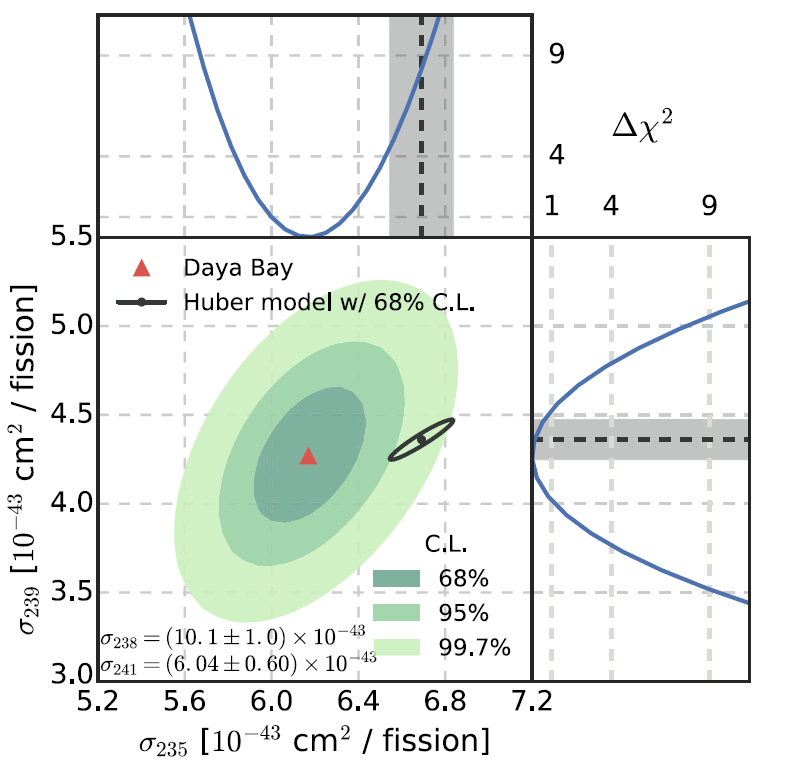 9
4
Δχ²
1 4 9
5.5
5.0
4.5
4.0
3.5
3.0
σ₂₃₉ [10⁻⁴³ cm² / fission]
Daya Bay
Huber model w/ 68% C.L.
C.L.
68%
95%
99.7%
σ₂₃₈ = (10.1 ± 1.0) × 10⁻⁴³
σ₂₄₁ = (6.04 ± 0.60) × 10⁻⁴³
5.2 5.6 6.0 6.4 6.8 7.2
σ₂₃₅ [10⁻⁴³ cm² / fission]